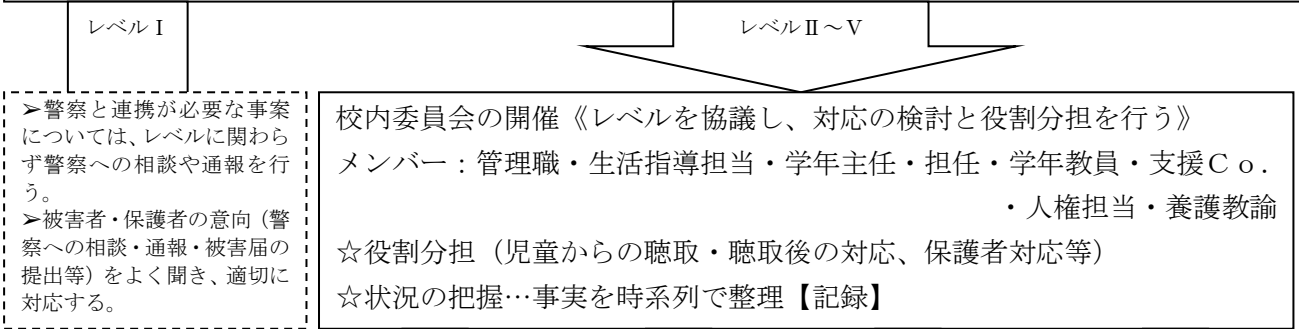 レベルⅠ
レベルⅡ～Ⅴ
➢警察と連携が必要な事案
については、レベルに関わら
ず警察への相談や通報を行
う。
➢被害者・保護者の意向（警
察への相談・通報・被害届の
提出等）をよく聞き、適切に
対応する。
校内委員会の開催《レベルを協議し、対応の検討と役割分担を行う》
メンバー：管理職・生活指導担当・学年主任・担任・学年教員・支援Ｃｏ．
・人権担当・養護教諭
☆役割分担（児童からの聴取・聴取後の対応、保護者対応等）
☆状況の把握…事実を時系列で整理【記録】